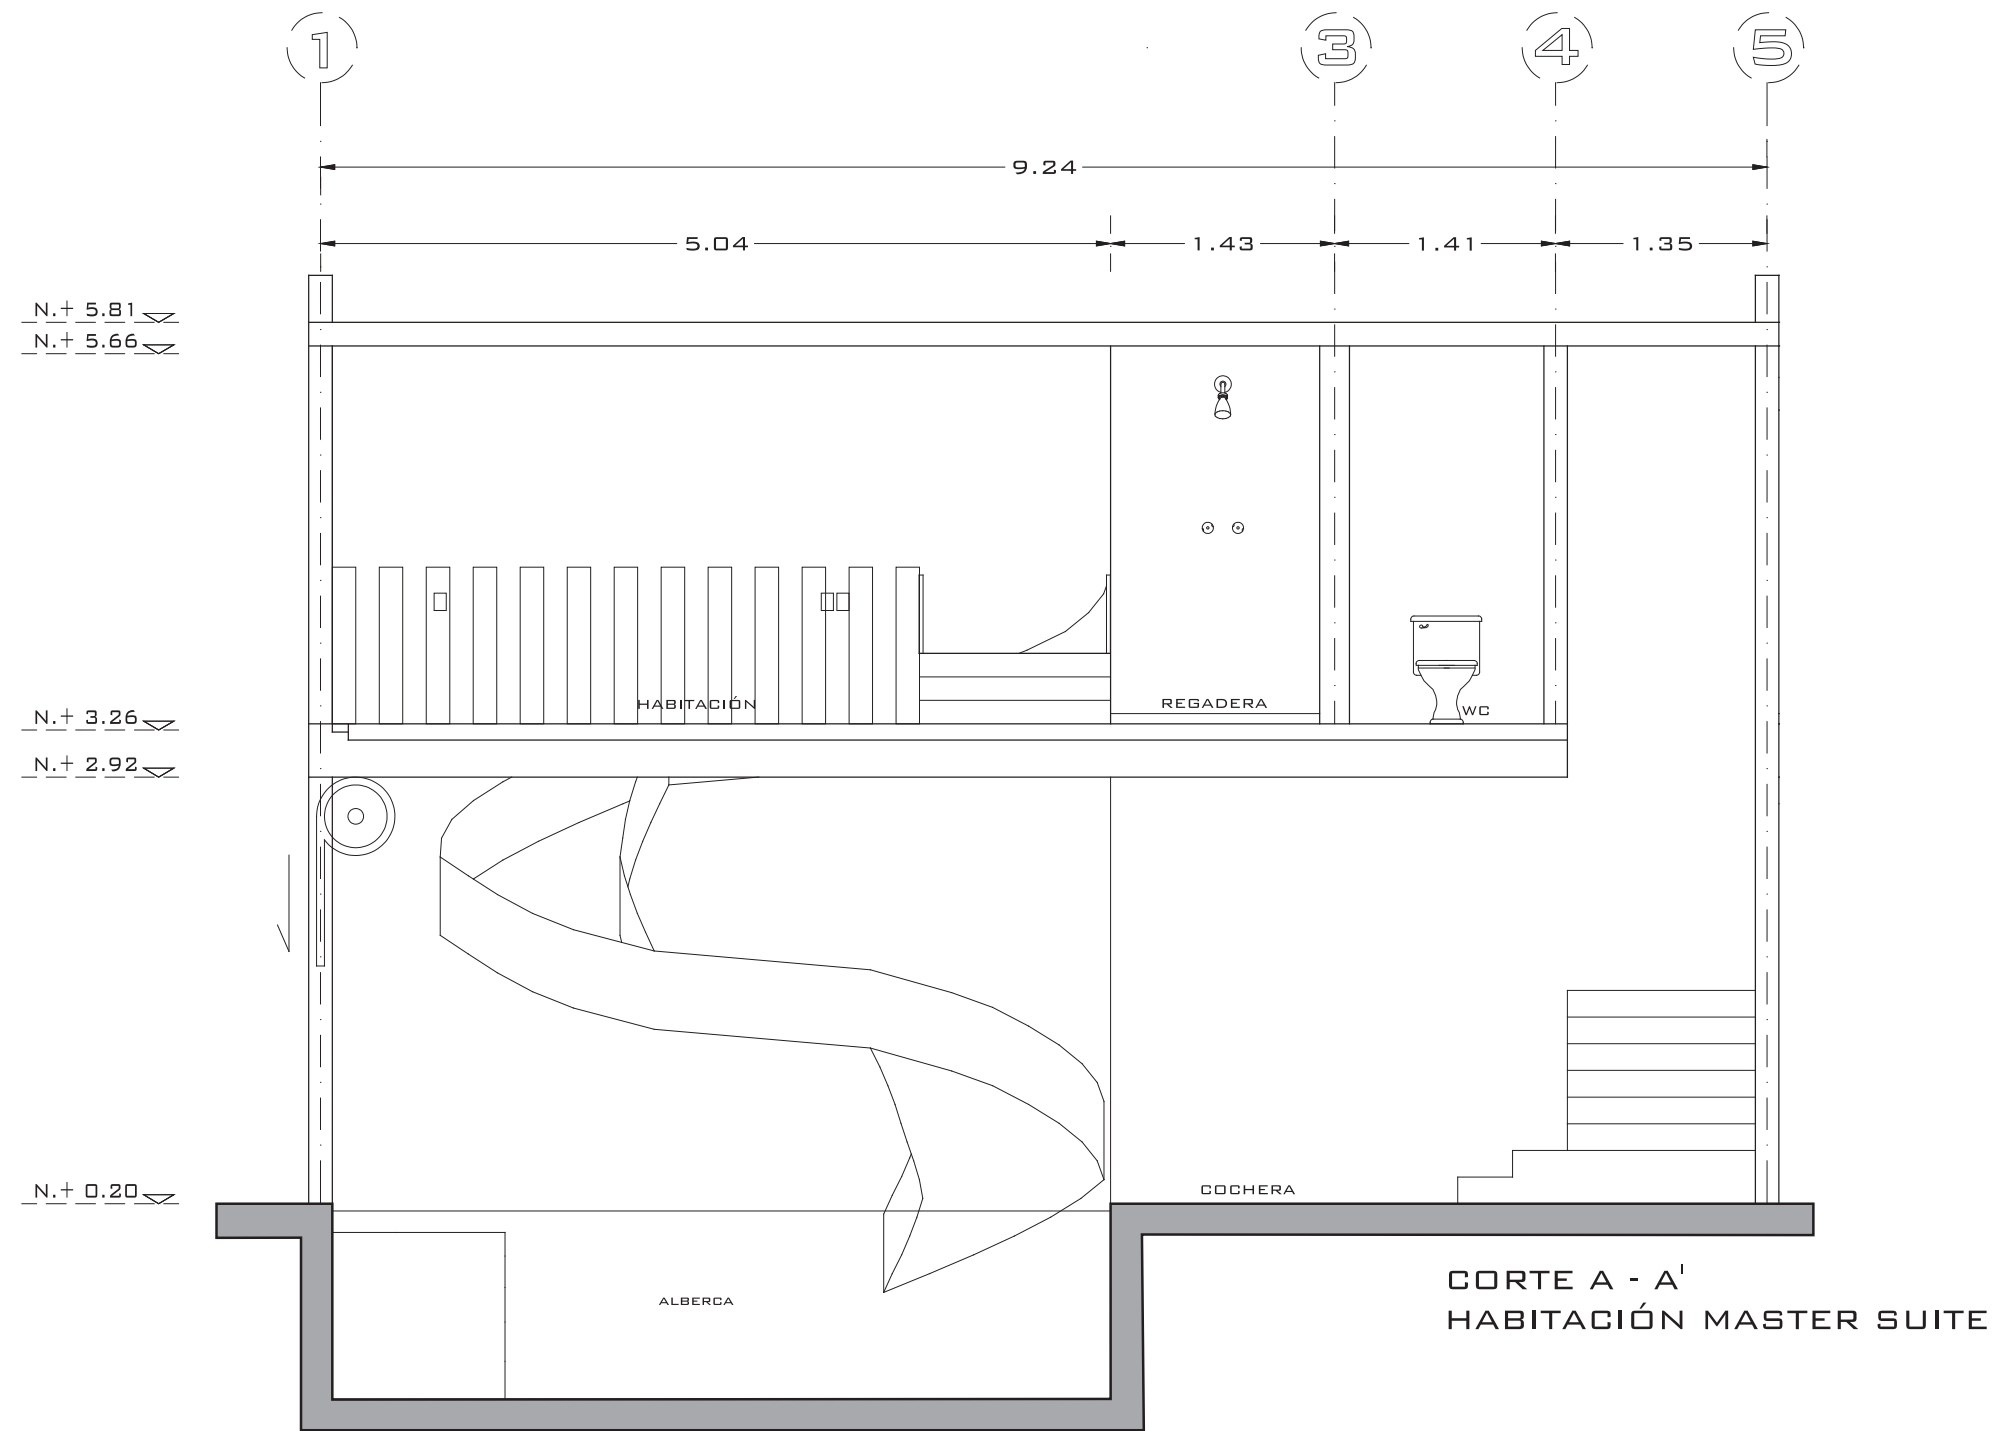 1 3 4 5
9.24
5.04 1.43 1.41 1.35
N.+ 5.81
N.+ 5.66
HABITACIÓN REGADERA WC
N.+ 3.26
N.+ 2.92
N.+ 0.20
COCHERA
ALBERCA
CORTE A - A'
HABITACIÓN MASTER SUITE